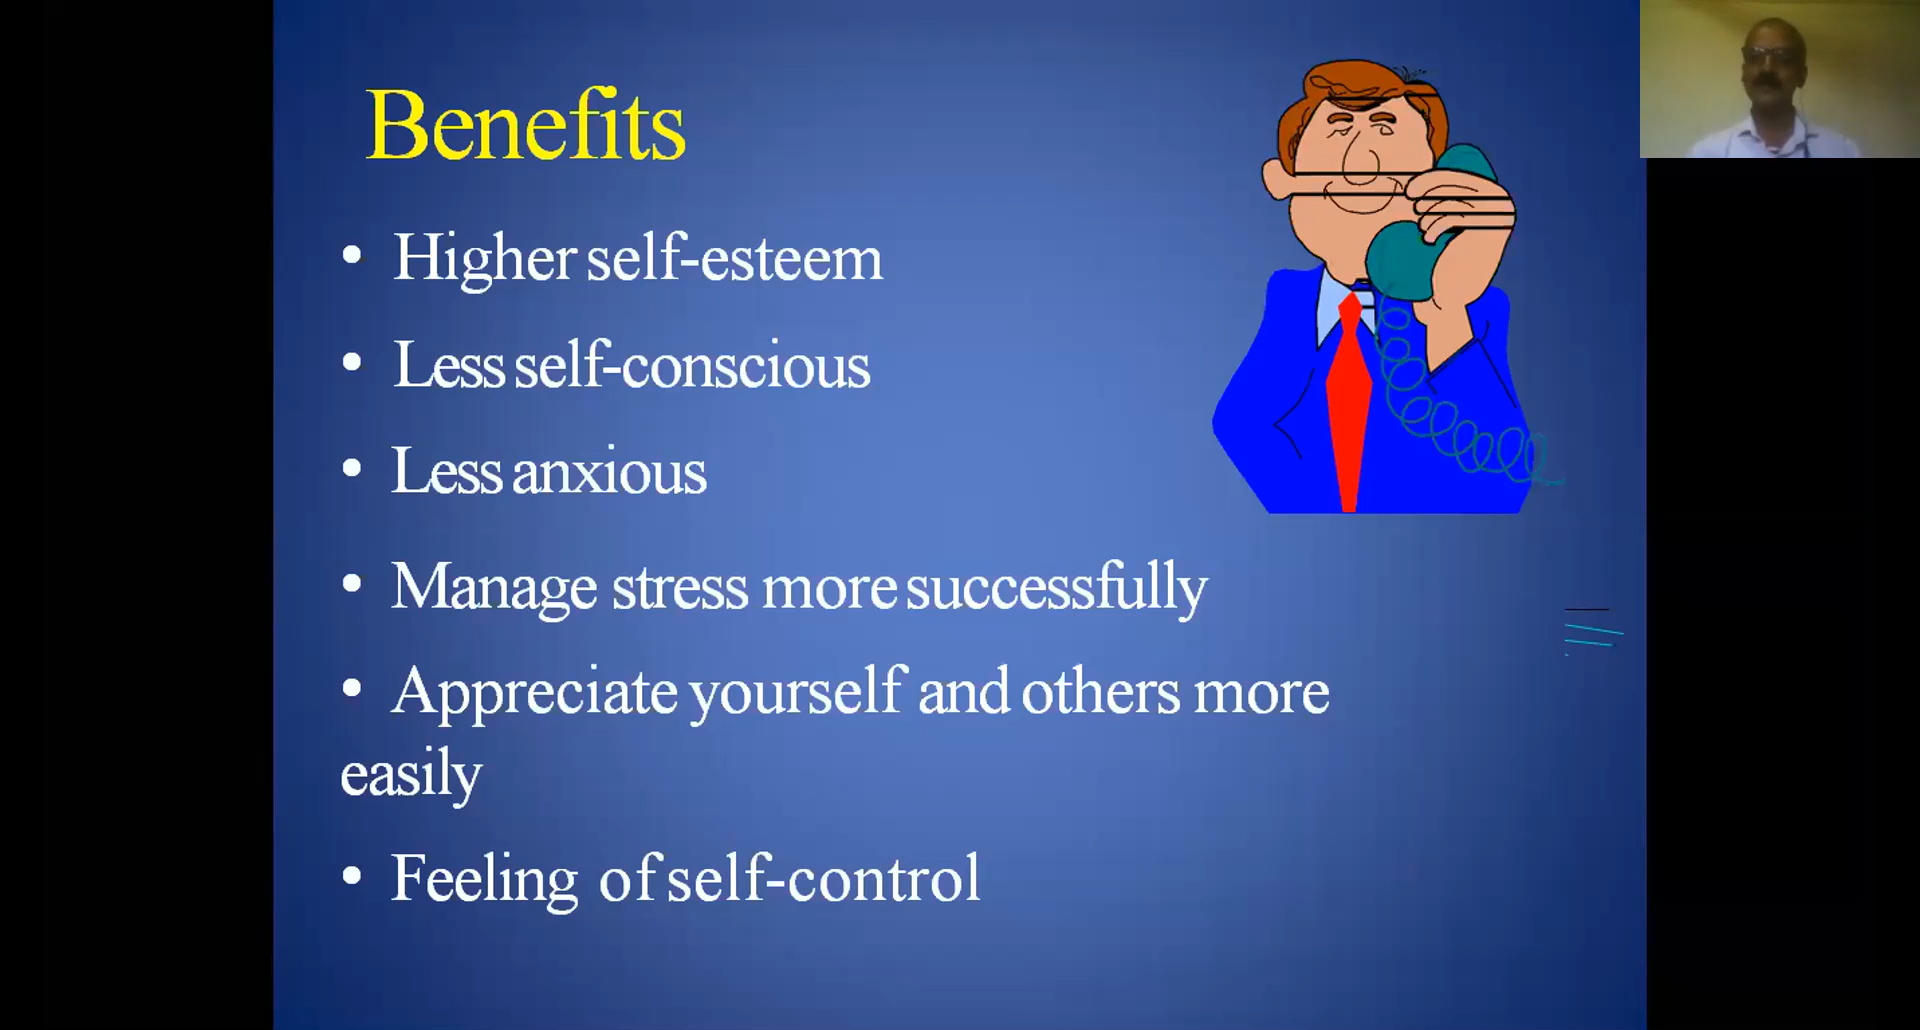 Benefits
• Higher self-esteem
• Less self-conscious
• Less anxious
• Manage stress more successfully
• Appreciate yourself and others more
easily
• Feeling of self-control